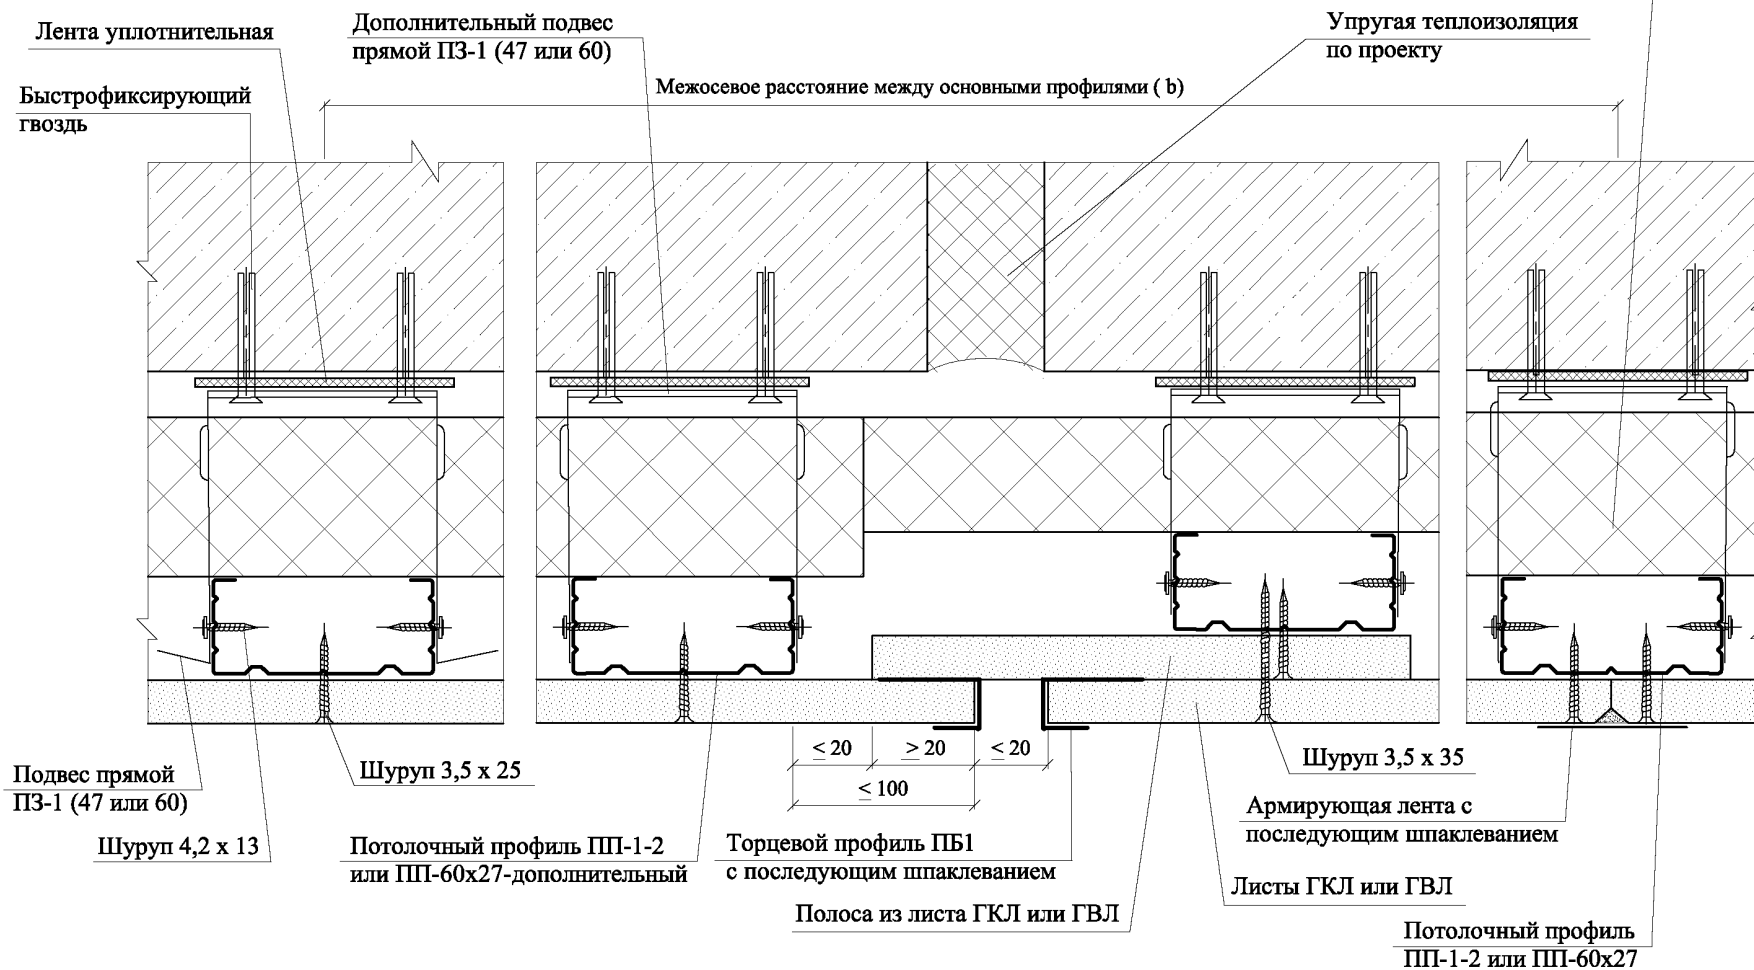 Лента уплотнительная
Дополнительный подвес
прямой ПЗ-1 (47 или 60)
Упругая теплоизоляция
по проекту
Быстрофиксирующий
гвоздь
Межосевое расстояние между основными профилями ( b)
≤ 20
≥ 20
≤ 20
≤ 100
Подвес прямой
ПЗ-1 (47 или 60)
Шуруп 3,5 х 25
Шуруп 3,5 х 35
Шуруп 4,2 х 13
Потолочный профиль ПП-1-2
или ПП-60х27-дополнительный
Торцевой профиль ПБ1
с последующим шпаклеванием
Армирующая лента с
последующим шпаклеванием
Полоса из листа ГКЛ или ГВЛ
Листы ГКЛ или ГВЛ
Потолочный профиль
ПП-1-2 или ПП-60х27